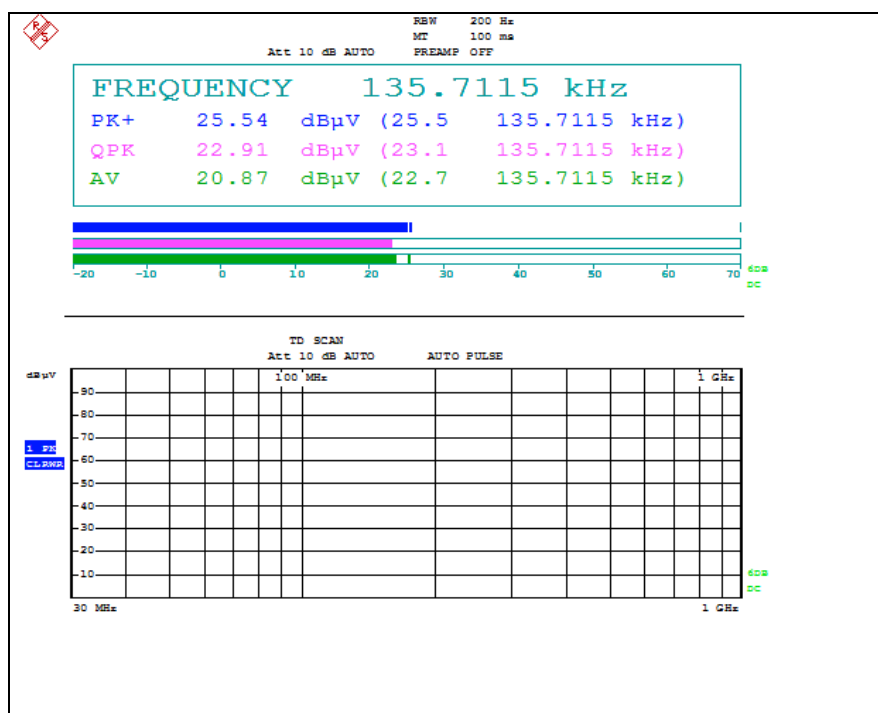 R S
RBW 200 Hz
MT 100 ms
Att 10 dB AUTO PREAMP OFF
FREQUENCY 135.7115 kHz
PK+ 25.54 dBµV (25.5 135.7115 kHz)
QPK 22.91 dBµV (23.1 135.7115 kHz)
AV 20.87 dBµV (22.7 135.7115 kHz)
-20 -10 0 10 20 30 40 50 60 70
6DB
DC
TD SCAN
Att 10 dB AUTO AUTO PULSE
dBµV
100 MHz 1 GHz
90
80
70
1 PK
CLRWR
60
50
40
30
20
10
6DB
DC
30 MHz 1 GHz